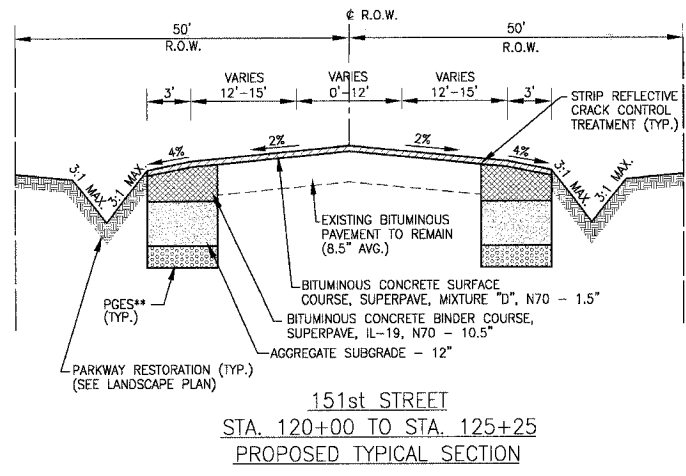 ℄ R.O.W.
50'
R.O.W.
50'
R.O.W.
3'
VARIES
12'-15'
VARIES
0'-12'
VARIES
12'-15'
3'
STRIP REFLECTIVE
CRACK CONTROL
TREATMENT (TYP.)
4%
2%
2%
4%
3:1 MAX.
3:1 MAX.
3:1 MAX.
3:1 MAX.
EXISTING BITUMINOUS
PAVEMENT TO REMAIN
(8.5" AVG.)
PGES**
(TYP.)
BITUMINOUS CONCRETE SURFACE
COURSE, SUPERPAVE, MIXTURE "D", N70 - 1.5"
BITUMINOUS CONCRETE BINDER COURSE,
SUPERPAVE, IL-19, N70 - 10.5"
AGGREGATE SUBGRADE - 12"
PARKWAY RESTORATION (TYP.)
(SEE LANDSCAPE PLAN)
151st STREET
STA. 120+00 TO STA. 125+25
PROPOSED TYPICAL SECTION